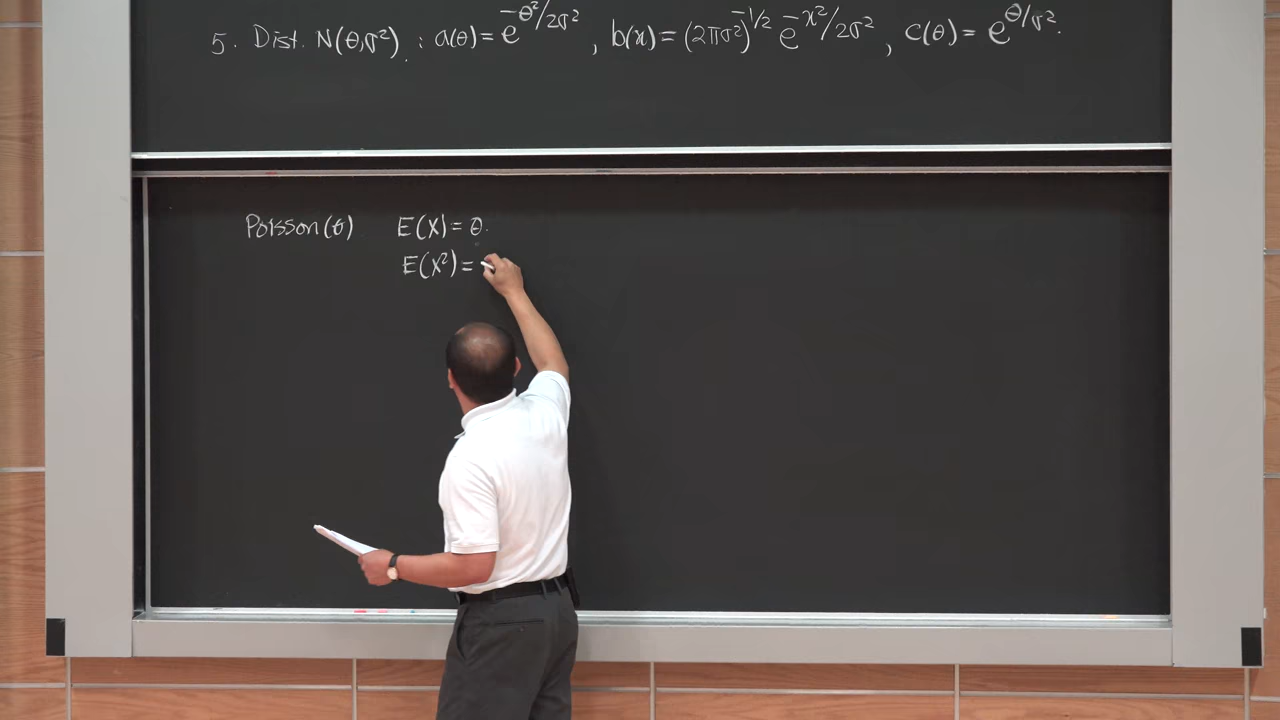 5. Dist. N(θ,σ²). : a(θ) = e^{-θ²/2σ²}, b(x) = (2πσ²)^{-1/2} e^{-x²/2σ²}, c(θ) = e^{θ/σ²}.
Poisson(θ) E(X) = θ.
E(X²) =